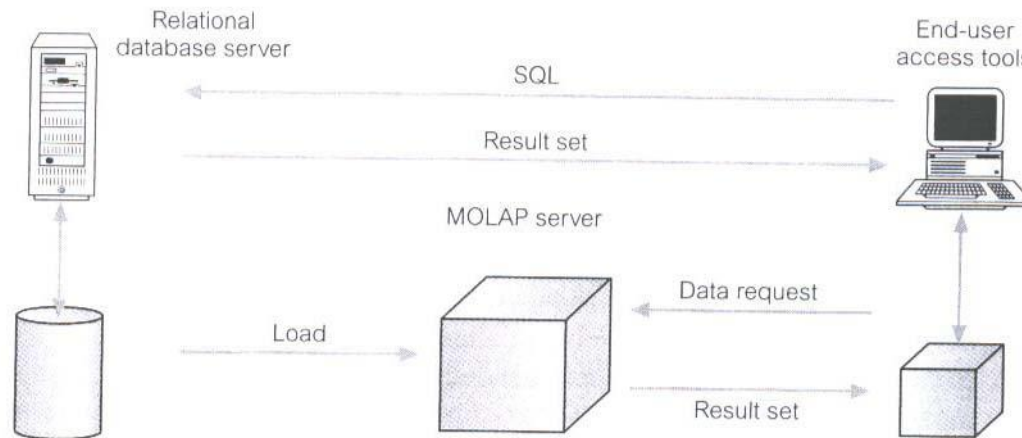 Relational
database server
End-user
access tools
SQL
Result set
MOLAP server
Data request
Load
Result set